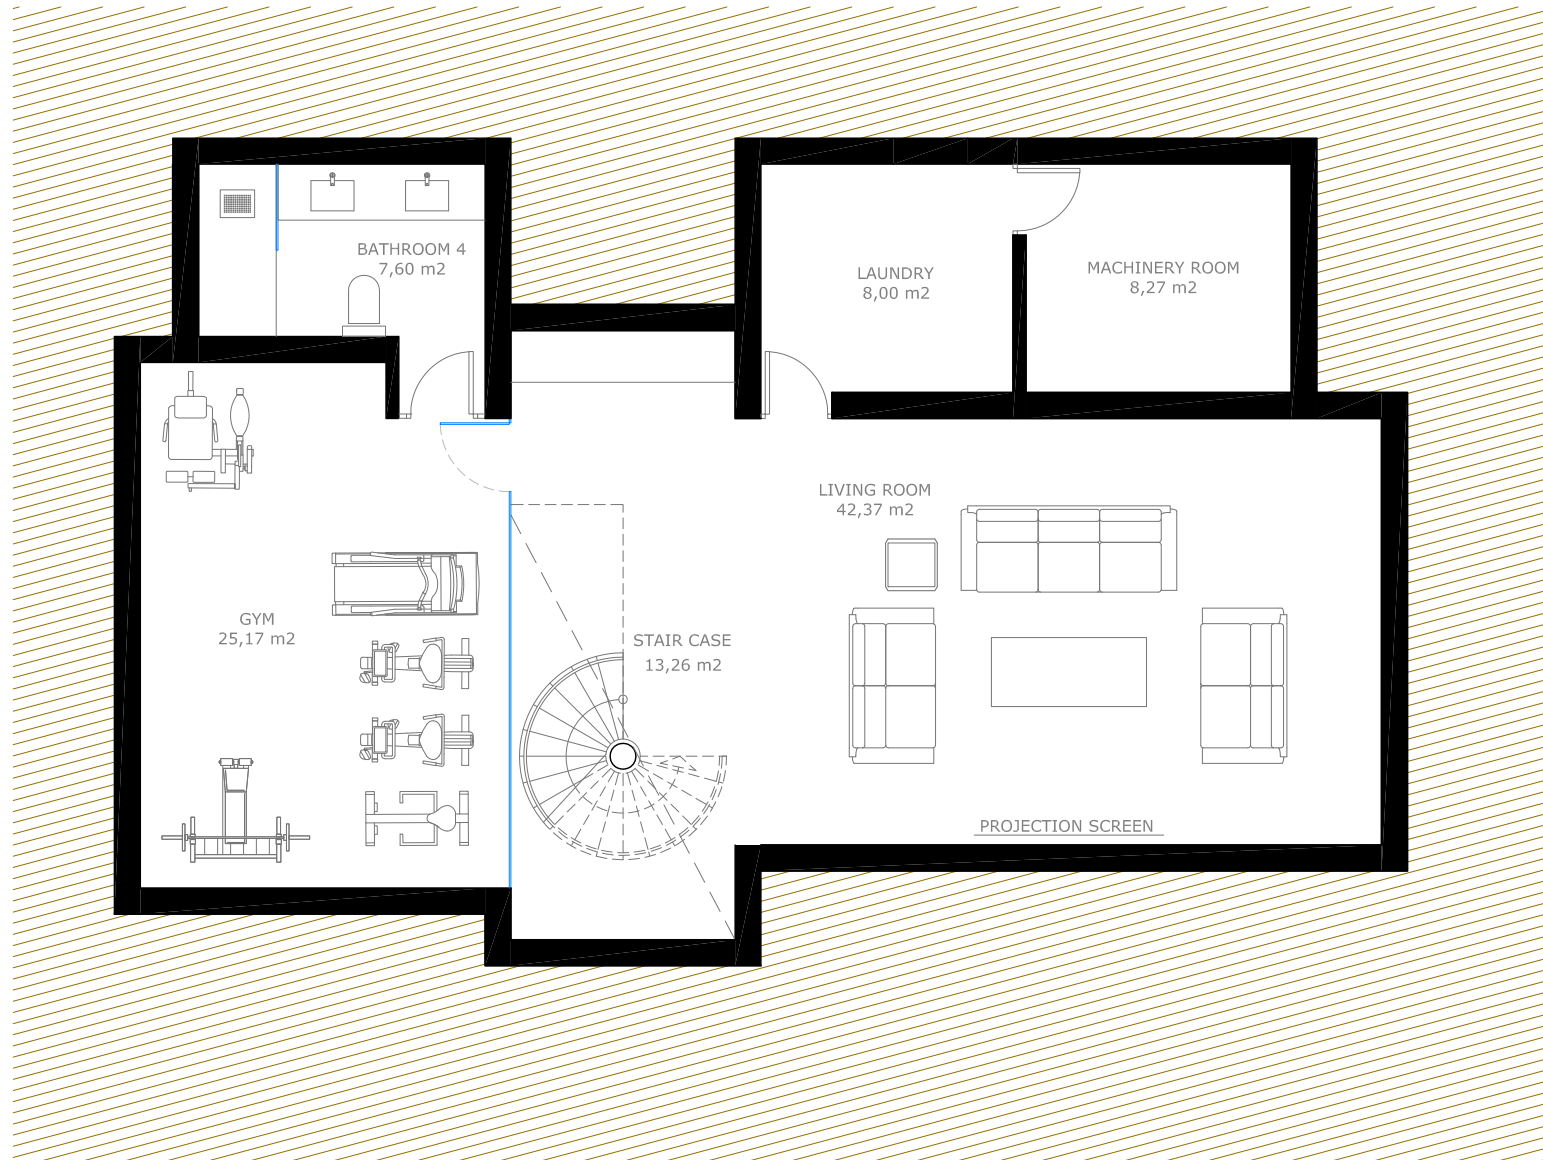 BATHROOM 4
7,60 m2
LAUNDRY
8,00 m2
MACHINERY ROOM
8,27 m2
LIVING ROOM
42,37 m2
GYM
25,17 m2
STAIR CASE
13,26 m2
PROJECTION SCREEN